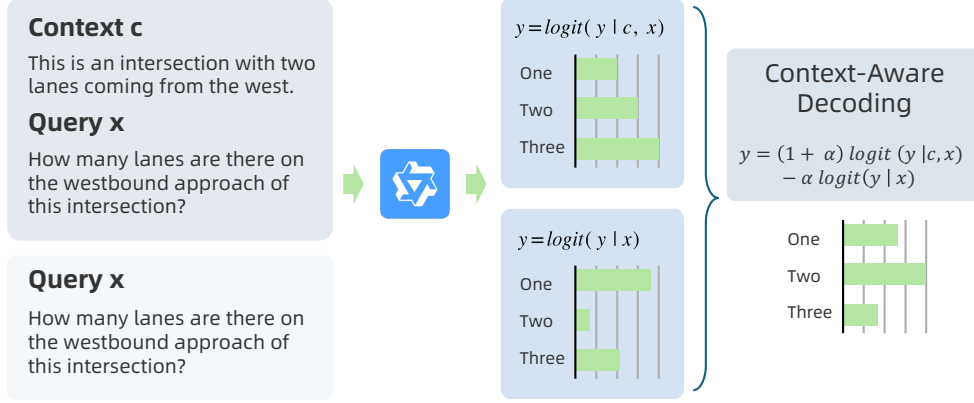 Context c
This is an intersection with two
lanes coming from the west.
Query x
How many lanes are there on
the westbound approach of
this intersection?
Query x
How many lanes are there on
the westbound approach of
this intersection?
y=logit( y | c, x)
One
Two
Three
y=logit( y | x)
One
Two
Three
Context-Aware
Decoding
y = (1 + α) logit (y |c, x)
− α logit(y | x)
One
Two
Three